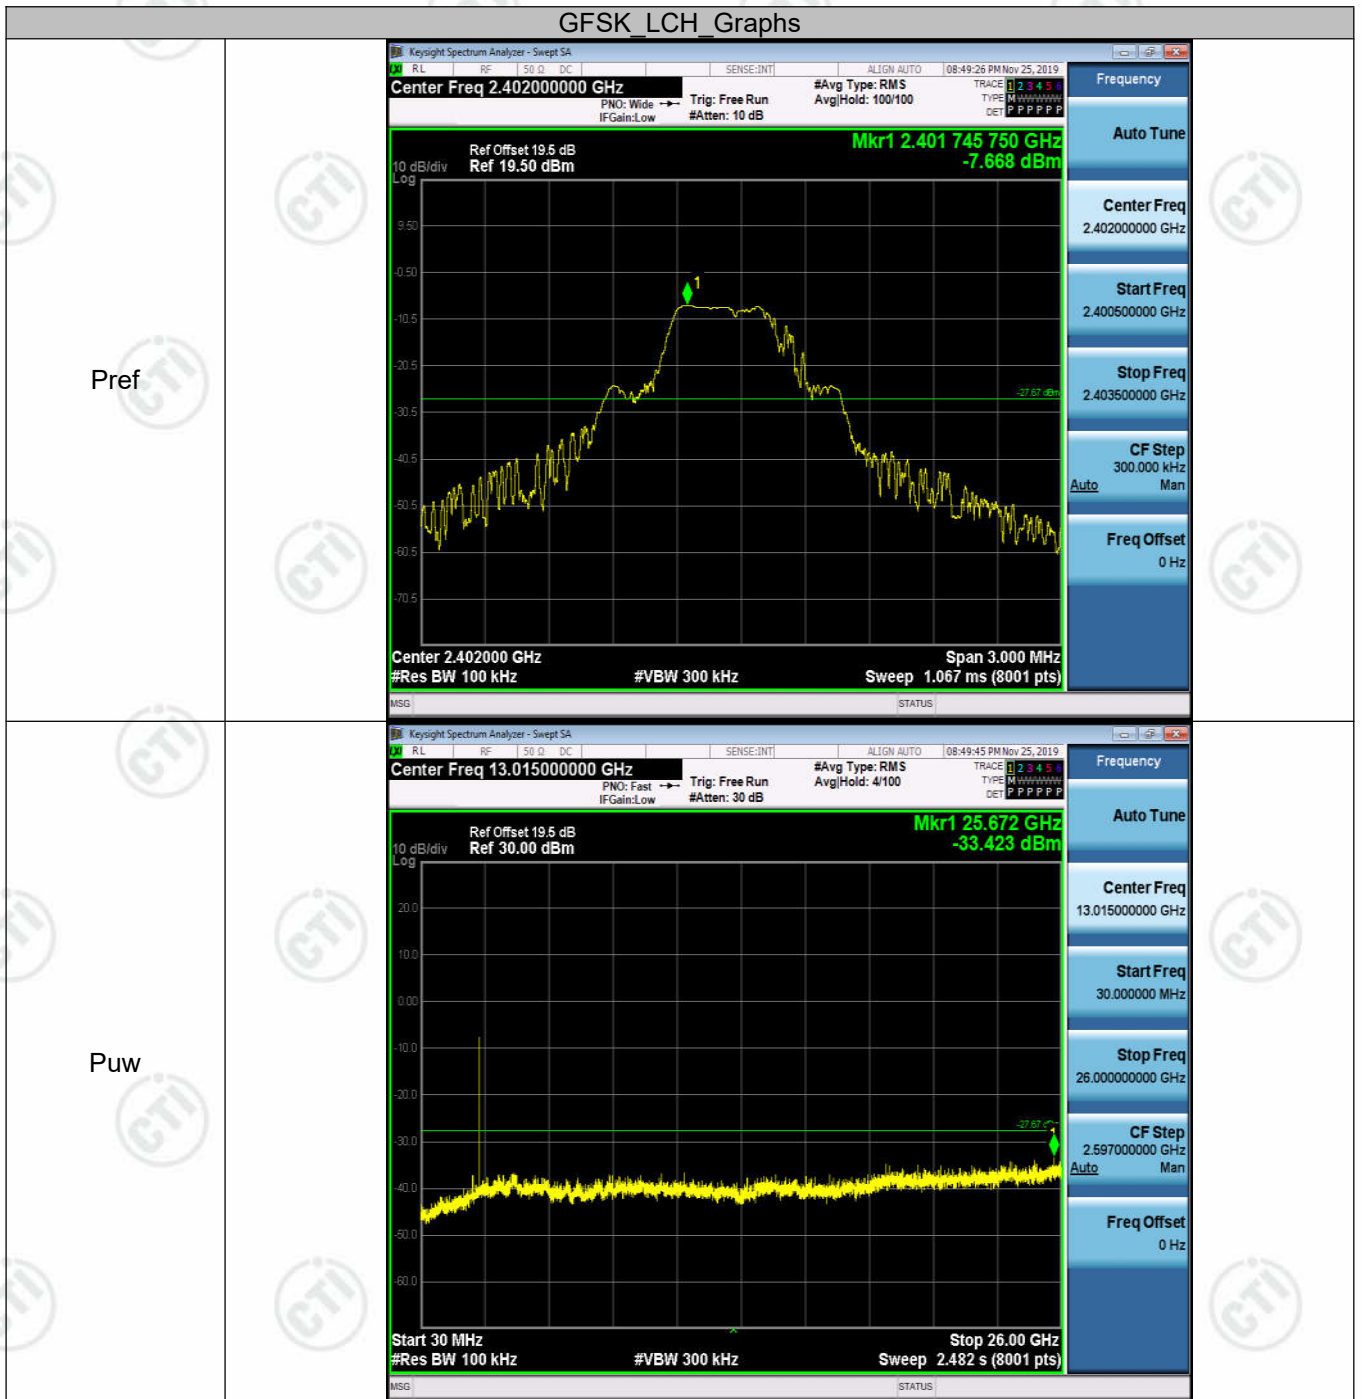 GFSK_LCH_Graphs
Pref
Keysight Spectrum Analyzer - Swept SA
RL RF 50 Ω DC SENSE:INT ALIGN AUTO 08:49:26 PM Nov 25, 2019
Center Freq 2.402000000 GHz
PNO: Wide
IFGain:Low
Trig: Free Run
#Atten: 10 dB
#Avg Type: RMS
Avg|Hold: 100/100
TRACE 1 2 3 4 5 6
TYPE M W W W W W
DET P P P P P P
Mkr1 2.401 745 750 GHz
-7.668 dBm
Ref Offset 19.5 dB
10 dB/div Ref 19.50 dBm
Log
9.50
-0.50
-10.5
-20.5
-30.5
-40.5
-50.5
-60.5
-70.5
1
-27.67 dBm
Center 2.402000 GHz Span 3.000 MHz
#Res BW 100 kHz #VBW 300 kHz Sweep 1.067 ms (8001 pts)
MSG STATUS
Frequency
Auto Tune
Center Freq
2.402000000 GHz
Start Freq
2.400500000 GHz
Stop Freq
2.403500000 GHz
CF Step
300.000 kHz
Auto Man
Freq Offset
0 Hz
Puw
Keysight Spectrum Analyzer - Swept SA
RL RF 50 Ω DC SENSE:INT ALIGN AUTO 08:49:45 PM Nov 25, 2019
Center Freq 13.015000000 GHz
PNO: Fast
IFGain:Low
Trig: Free Run
#Atten: 30 dB
#Avg Type: RMS
Avg|Hold: 4/100
TRACE 1 2 3 4 5 6
TYPE M W W W W W
DET P P P P P P
Mkr1 25.672 GHz
-33.423 dBm
Ref Offset 19.5 dB
10 dB/div Ref 30.00 dBm
Log
20.0
10.0
0.00
-10.0
-20.0
-30.0
-40.0
-50.0
-60.0
-27.67
1
Start 30 MHz Stop 26.00 GHz
#Res BW 100 kHz #VBW 300 kHz Sweep 2.482 s (8001 pts)
MSG STATUS
Frequency
Auto Tune
Center Freq
13.015000000 GHz
Start Freq
30.000000 MHz
Stop Freq
26.000000000 GHz
CF Step
2.597000000 GHz
Auto Man
Freq Offset
0 Hz
CTI